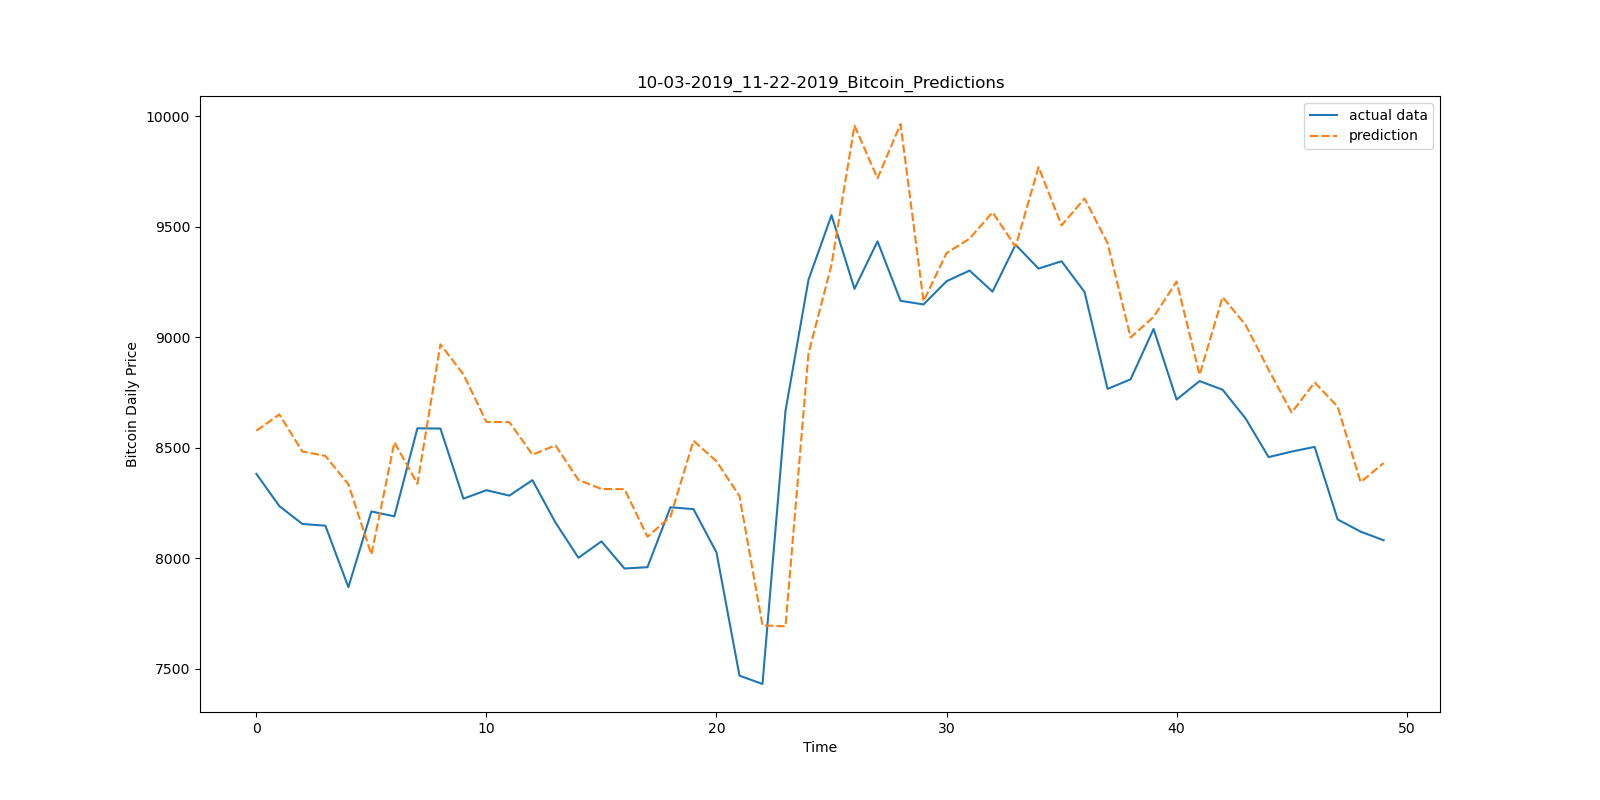 10-03-2019_11-22-2019_Bitcoin_Predictions
actual data
prediction
10000
9500
9000
8500
8000
7500
Bitcoin Daily Price
0 10 20 30 40 50
Time